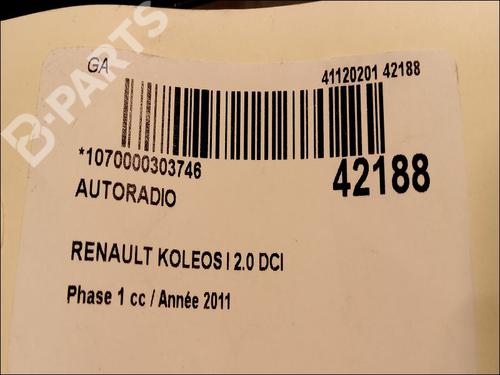 B-PARTS
GA
41120201 42188
*1070000303746
42188
AUTORADIO
RENAULT KOLEOS I 2.0 DCI
Phase 1 cc / Année 2011